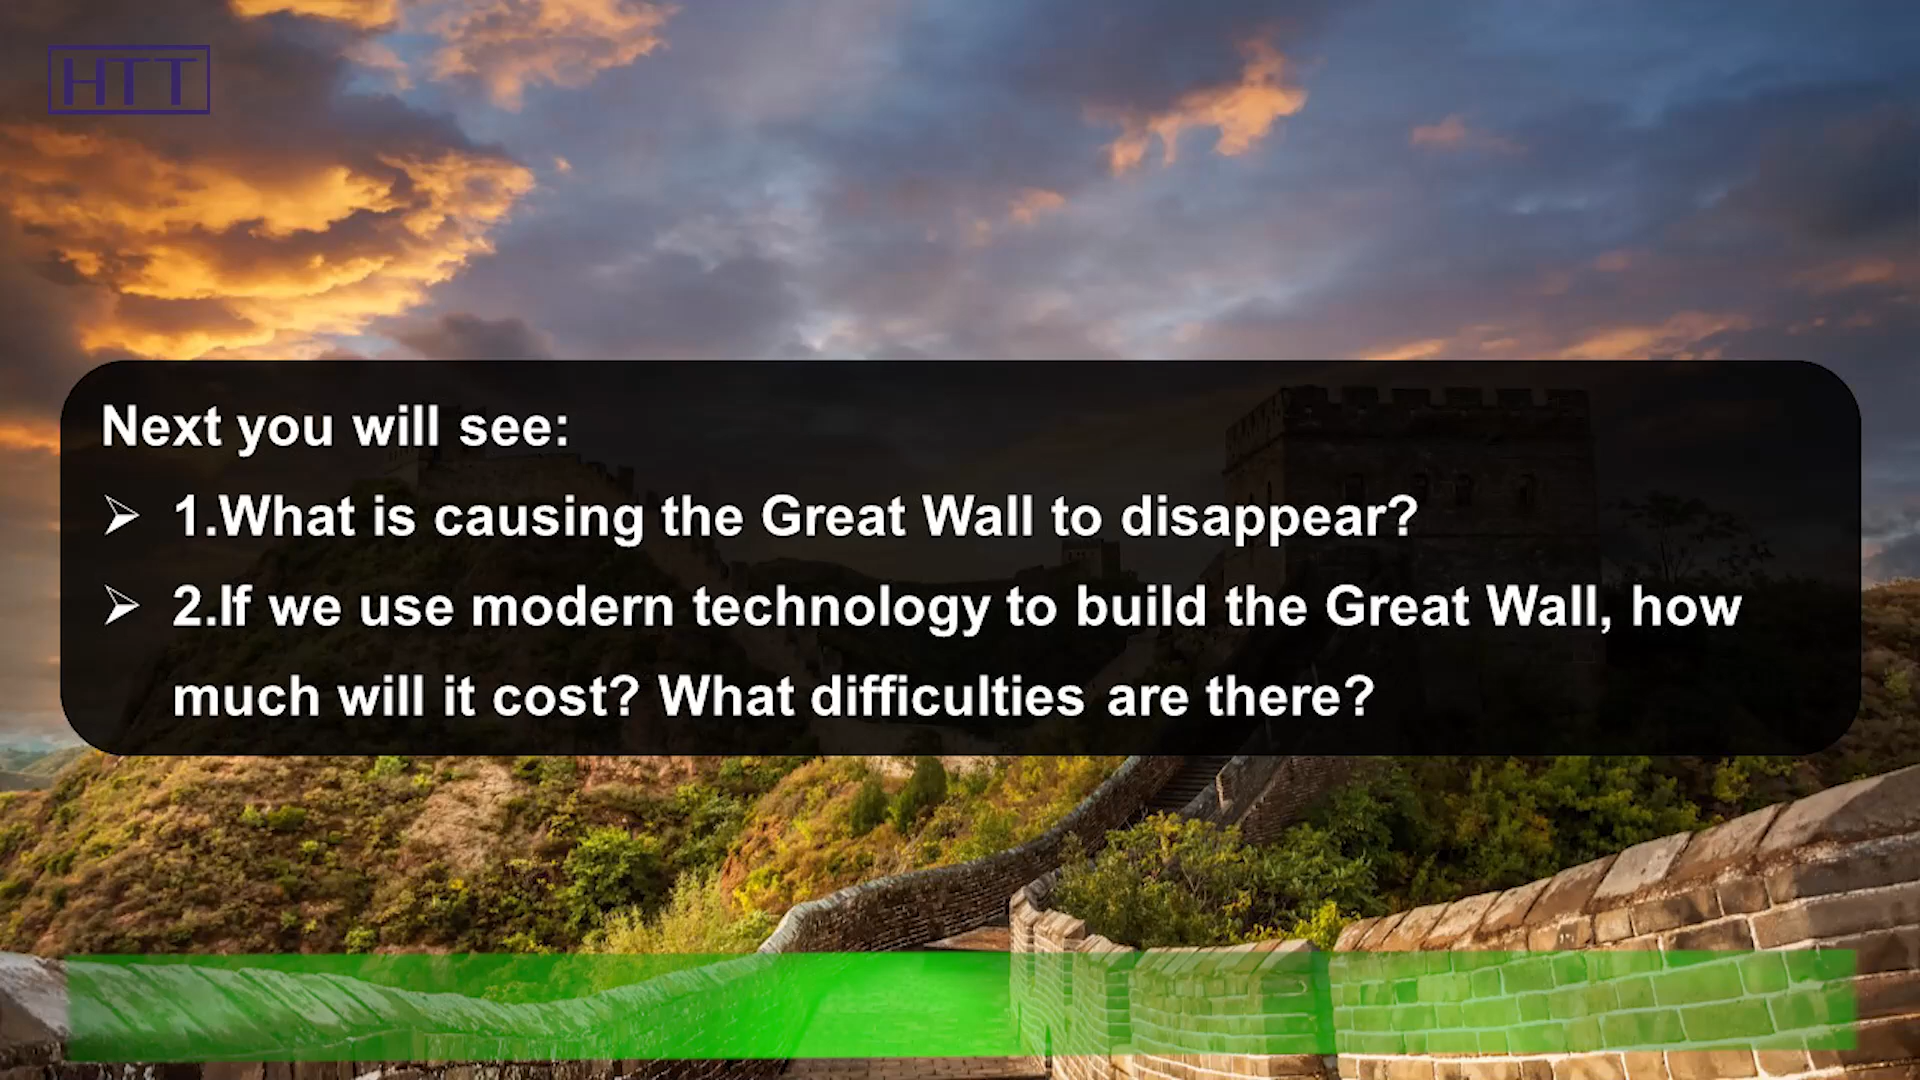 HTT
Next you will see:
➢ 1.What is causing the Great Wall to disappear?
➢ 2.If we use modern technology to build the Great Wall, how
much will it cost? What difficulties are there?